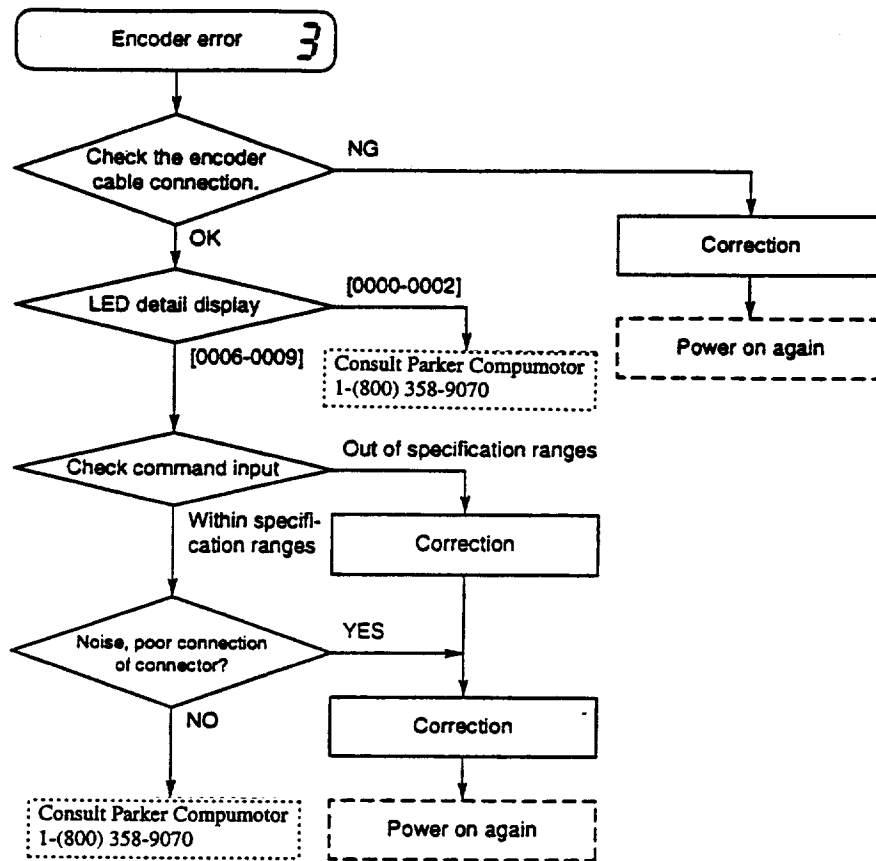 Encoder error 3
Check the encoder
cable connection.
NG
OK
Correction
Power on again
LED detail display
[0000-0002]
[0006-0009]
Consult Parker Compumotor
1-(800) 358-9070
Check command input
Out of specification ranges
Within specifi-
cation ranges
Correction
Noise, poor connection
of connector?
YES
NO
Correction
Consult Parker Compumotor
1-(800) 358-9070
Power on again